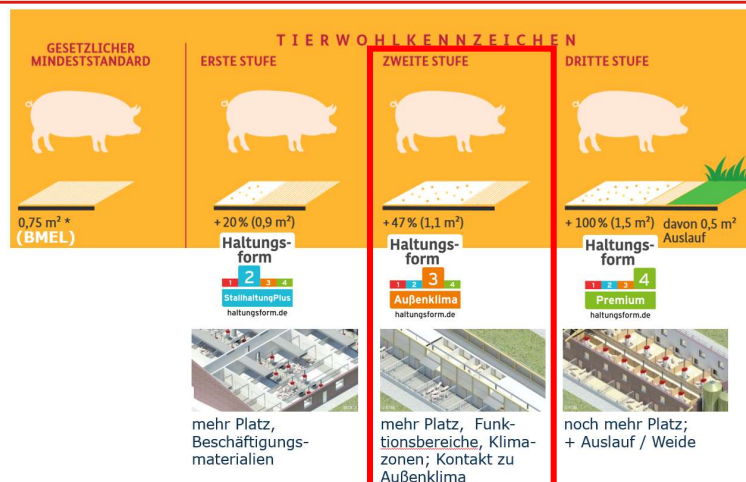 TIERWOHLKENNZEICHEN
GESETZLICHER
MINDESTSTANDARD
ERSTE STUFE
ZWEITE STUFE
DRITTE STUFE
0,75 m² *
(BMEL)
+ 20 % (0,9 m²)
+ 47 % (1,1 m²)
+ 100 % (1,5 m²)
davon 0,5 m²
Auslauf
Haltungs-
form
1 2 3 4
StallhaltungPlus
haltungsform.de
Haltungs-
form
1 2 3 4
Außenklima
haltungsform.de
Haltungs-
form
1 2 3 4
Premium
haltungsform.de
mehr Platz,
Beschäftigungs-
materialien
mehr Platz, Funk-
tionsbereiche, Klima-
zonen; Kontakt zu
Außenklima
noch mehr Platz;
+ Auslauf / Weide